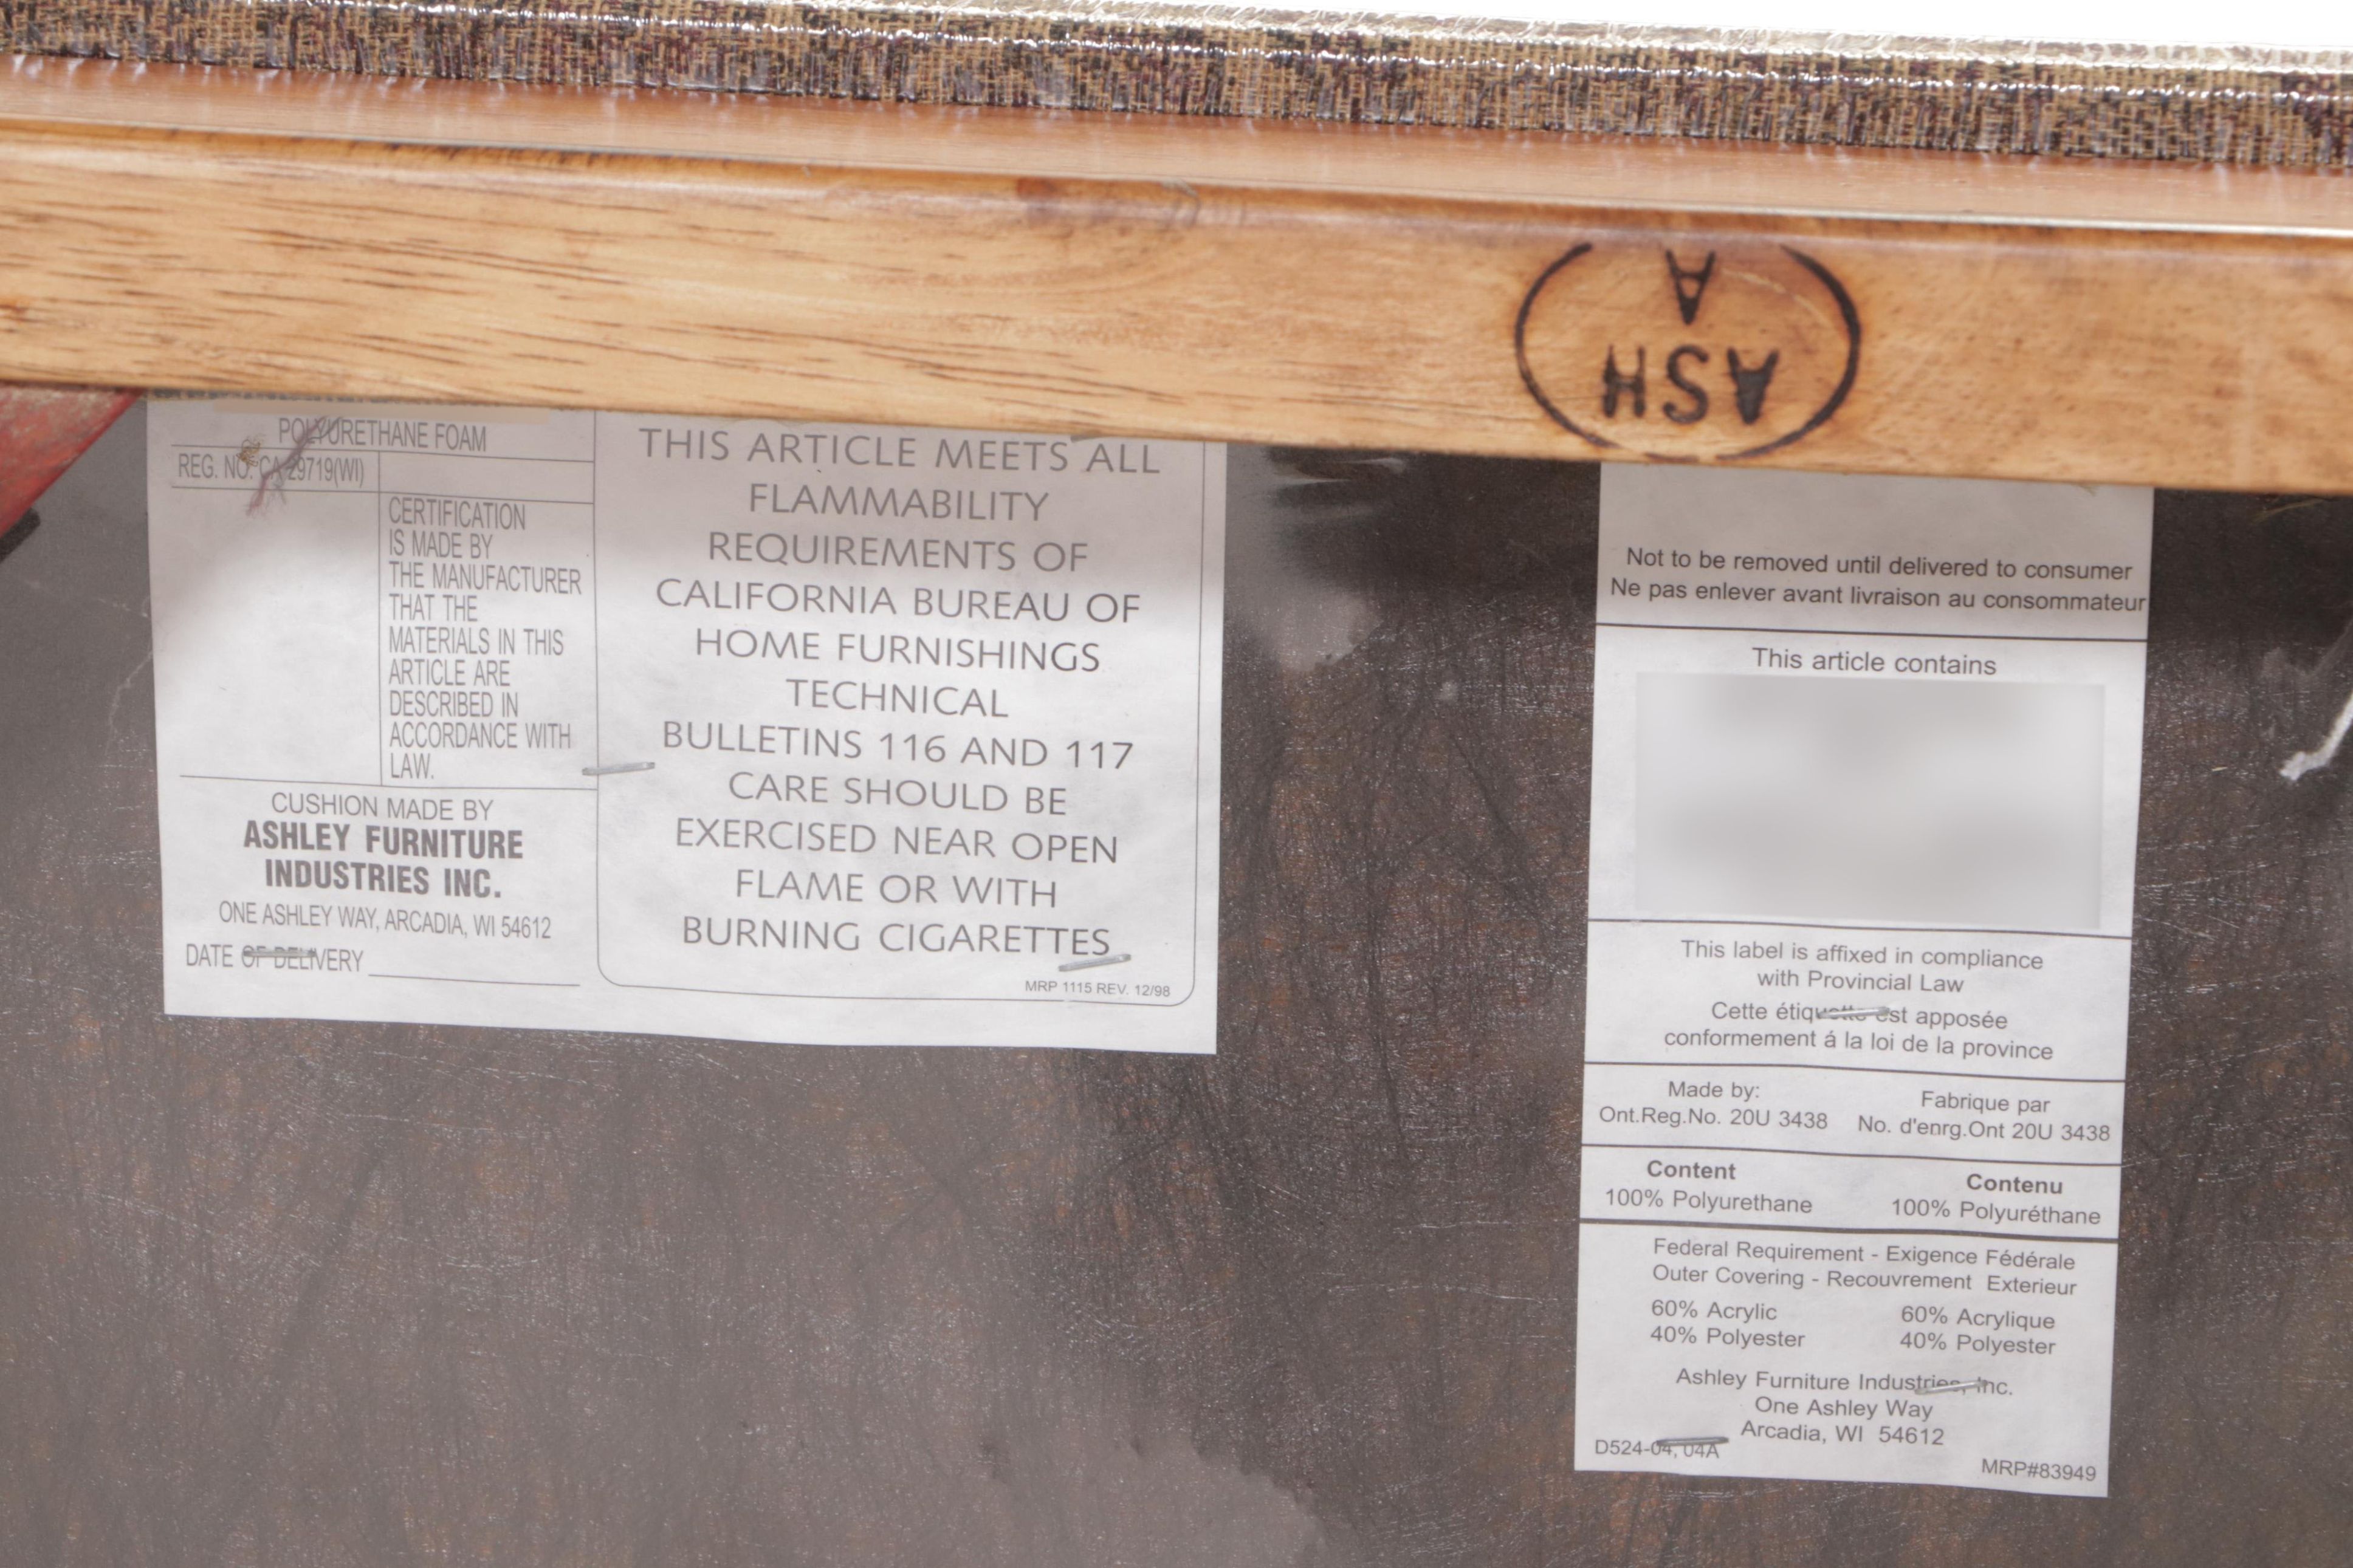 A
ASH
POLYURETHANE FOAM
REG. NO. CA 29719(WI)
CERTIFICATION
IS MADE BY
THE MANUFACTURER
THAT THE
MATERIALS IN THIS
ARTICLE ARE
DESCRIBED IN
ACCORDANCE WITH
LAW.
CUSHION MADE BY
ASHLEY FURNITURE
INDUSTRIES INC.
ONE ASHLEY WAY, ARCADIA, WI 54612
DATE OF DELIVERY
THIS ARTICLE MEETS ALL
FLAMMABILITY
REQUIREMENTS OF
CALIFORNIA BUREAU OF
HOME FURNISHINGS
TECHNICAL
BULLETINS 116 AND 117
CARE SHOULD BE
EXERCISED NEAR OPEN
FLAME OR WITH
BURNING CIGARETTES
MRP 1115 REV. 12/98
Not to be removed until delivered to consumer
Ne pas enlever avant livraison au consommateur
This article contains
This label is affixed in compliance
with Provincial Law
Cette étiquette est apposée
conformement á la loi de la province
Made by: Fabrique par
Ont.Reg.No. 20U 3438 No. d'enrg.Ont 20U 3438
Content Contenu
100% Polyurethane 100% Polyuréthane
Federal Requirement - Exigence Fédérale
Outer Covering - Recouvrement Exterieur
60% Acrylic 60% Acrylique
40% Polyester 40% Polyester
Ashley Furniture Industries, Inc.
One Ashley Way
Arcadia, WI 54612
D524-04, 04A MRP#83949